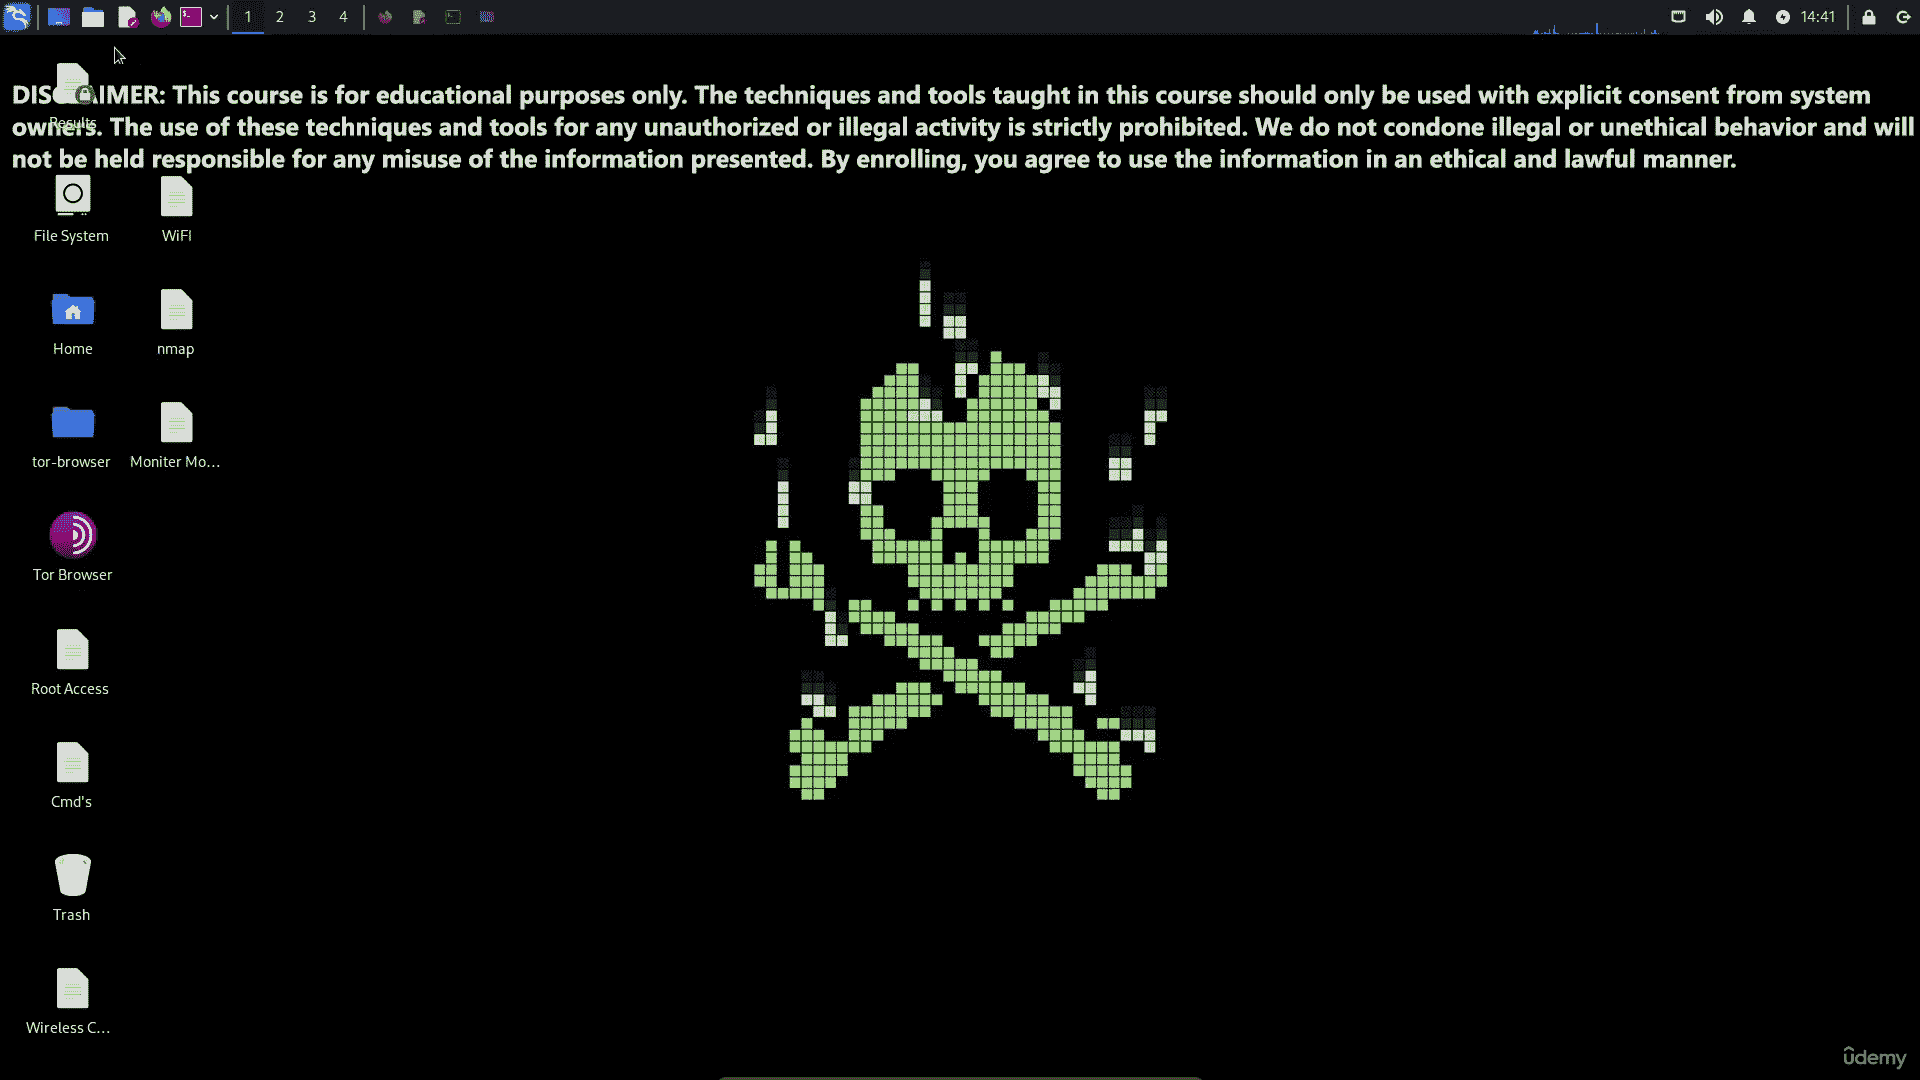 1 2 3 4 14:41
DISCLAIMER: This course is for educational purposes only. The techniques and tools taught in this course should only be used with explicit consent from system
owners. The use of these techniques and tools for any unauthorized or illegal activity is strictly prohibited. We do not condone illegal or unethical behavior and will
not be held responsible for any misuse of the information presented. By enrolling, you agree to use the information in an ethical and lawful manner.
Results
File System WiFI
Home nmap
tor-browser Moniter Mo...
Tor Browser
Root Access
Cmd's
Trash
Wireless C...
ûdemy